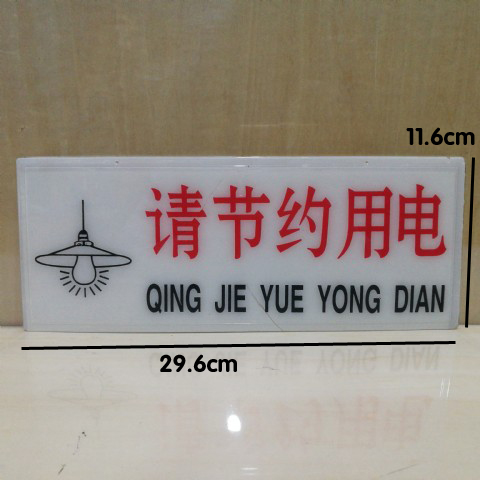 11.6cm
请节约用电
QING JIE YUE YONG DIAN
29.6cm